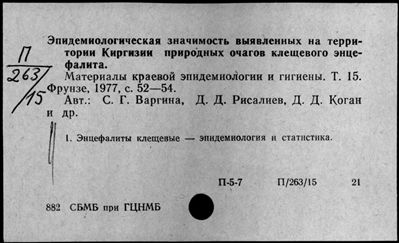 П
263/15
Эпидемиологическая значимость выявленных на терри-
тории Киргизии природных очагов клещевого энце-
фалита.
Материалы краевой эпидемиологии и гигиены. Т. 15.
Фрунзе, 1977, с. 52—54.
Авт.: С. Г. Варгина, Д. Д. Рисалиев, Д. Д. Коган
и др.
1. Энцефалиты клещевые — эпидемиология и статистика.
П-5-7 П/263/15 21
882 СБМБ при ГЦНМБ